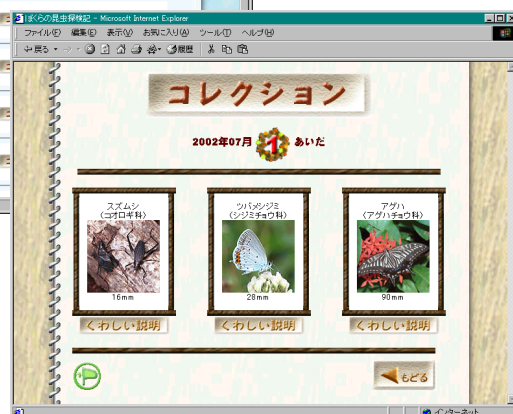 ぼくらの昆虫探検記 - Microsoft Internet Explorer
ファイル(F) 編集(E) 表示(V) お気に入り(A) ツール(T) ヘルプ(H)
戻る 履歴
コレクション
2002年07月 1 あいだ
スズムシ
(コオロギ科)
16mm
くわしい説明
ツバメシジミ
(シジミチョウ科)
28mm
くわしい説明
アゲハ
(アゲハチョウ科)
90mm
くわしい説明
P
もどる
インターネット